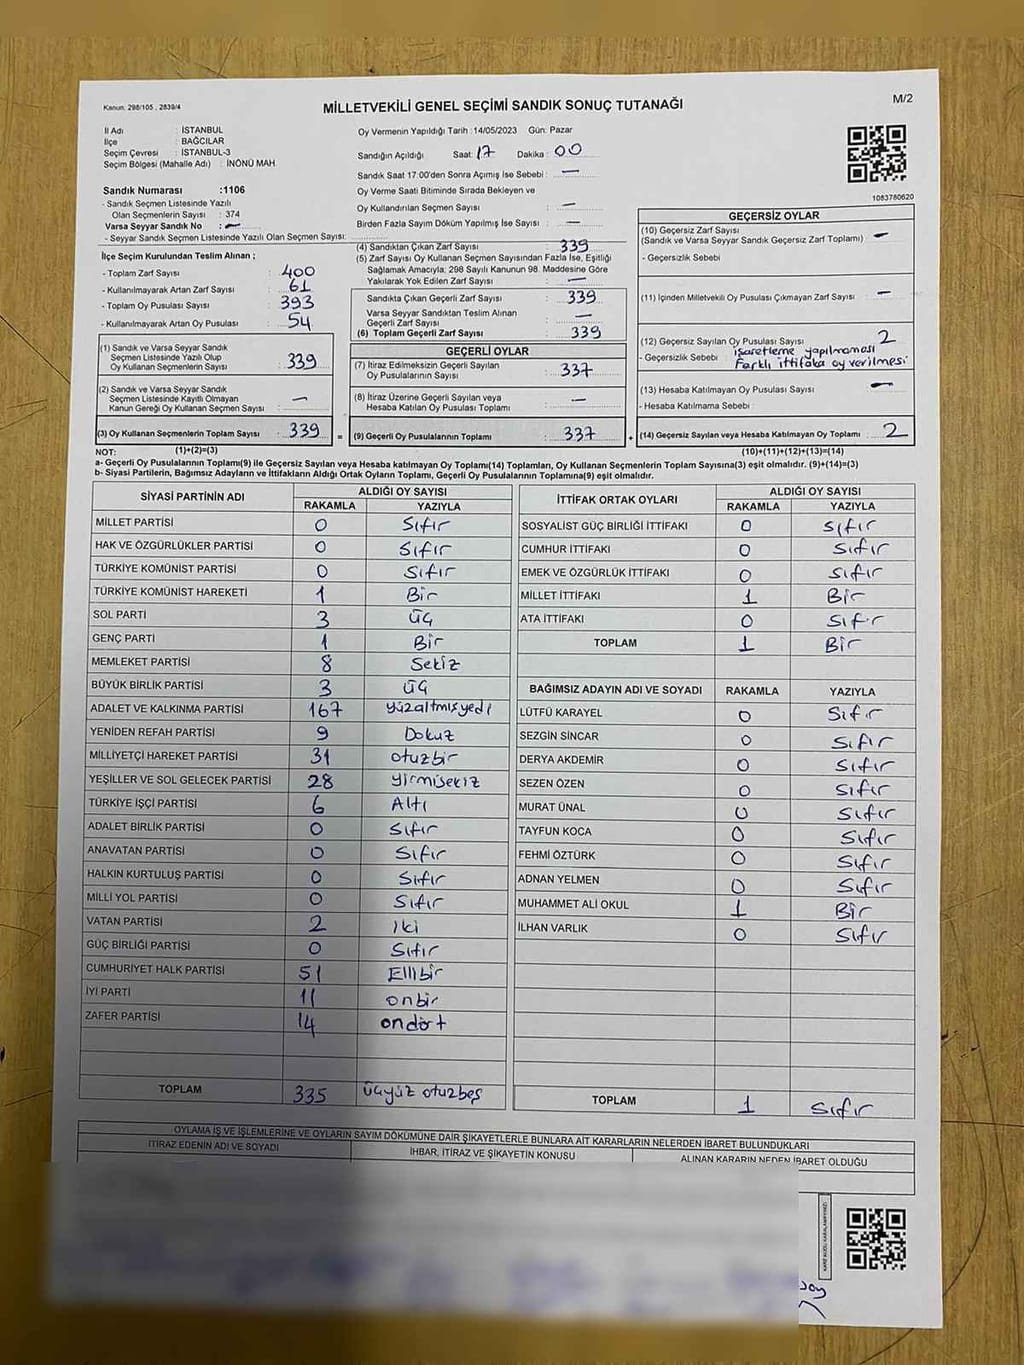 Kanun: 298/105 , 2839/4
MİLLETVEKİLİ GENEL SEÇİMİ SANDIK SONUÇ TUTANAĞI
M/2
İl Adı : İSTANBUL
İlçe : BAĞCILAR
Seçim Çevresi : İSTANBUL-3
Seçim Bölgesi (Mahalle Adı) : İNÖNÜ MAH.
Sandık Numarası :1106
- Sandık Seçmen Listesinde Yazılı
Olan Seçmenlerin Sayısı : 374
Varsa Seyyar Sandık No : —
- Seyyar Sandık Seçmen Listesinde Yazılı Olan Seçmen Sayısı:
İlçe Seçim Kurulundan Teslim Alınan ;
- Toplam Zarf Sayısı : 400
- Kullanılmayarak Artan Zarf Sayısı : 61
- Toplam Oy Pusulası Sayısı : 393
- Kullanılmayarak Artan Oy Pusulası : 54
(1) Sandık ve Varsa Seyyar Sandık
Seçmen Listesinde Yazılı Olup
Oy Kullanan Seçmenlerin Sayısı : 339
(2) Sandık ve Varsa Seyyar Sandık
Seçmen Listesinde Kayıtlı Olmayan
Kanun Gereği Oy Kullanan Seçmen Sayısı : —
(3) Oy Kullanan Seçmenlerin Toplam Sayısı : 339 =
Oy Vermenin Yapıldığı Tarih :14/05/2023 Gün: Pazar
Sandığın Açıldığı Saat: 17 Dakika : 00
Sandık Saat 17:00'den Sonra Açımış İse Sebebi : —
Oy Verme Saati Bitiminde Sırada Bekleyen ve
Oy Kullandırılan Seçmen Sayısı : —
Birden Fazla Sayım Döküm Yapılmış İse Sayısı : —
(4) Sandıktan Çıkan Zarf Sayısı : 339
(5) Zarf Sayısı Oy Kullanan Seçmen Sayısından Fazla İse, Eşitliği
Sağlamak Amacıyla; 298 Sayılı Kanunun 98. Maddesine Göre
Yakılarak Yok Edilen Zarf Sayısı : —
Sandıkta Çıkan Geçerli Zarf Sayısı : 339
Varsa Seyyar Sandıktan Teslim Alınan
Geçerli Zarf Sayısı : —
(6) Toplam Geçerli Zarf Sayısı : 339
GEÇERLİ OYLAR
(7) İtiraz Edilmeksizin Geçerli Sayılan
Oy Pusulalarının Sayısı : 337
(8) İtiraz Üzerine Geçerli Sayılan veya
Hesaba Katılan Oy Pusulası Toplamı : —
(9) Geçerli Oy Pusulalarının Toplamı : 337 +
1083780620
GEÇERSİZ OYLAR
(10) Geçersiz Zarf Sayısı : —
(Sandık ve Varsa Seyyar Sandık Geçersiz Zarf Toplamı)
- Geçersizlik Sebebi :
(11) İçinden Milletvekili Oy Pusulası Çıkmayan Zarf Sayısı : —
(12) Geçersiz Sayılan Oy Pusulası Sayısı : 2
- Geçersizlik Sebebi : işaretleme yapılmaması
Farklı ittifaka oy verilmesi
(13) Hesaba Katılmayan Oy Pusulası Sayısı : —
- Hesaba Katılmama Sebebi :
(14) Geçersiz Sayılan veya Hesaba Katılmayan Oy Toplamı : 2
NOT: (1)+(2)=(3) (10)+(11)+(12)+(13)=(14)
a- Geçerli Oy Pusulalarının Toplamı(9) ile Geçersiz Sayılan veya Hesaba katılmayan Oy Toplamı(14) Toplamları, Oy Kullanan Seçmenlerin Toplam Sayısına(3) eşit olmalıdır. (9)+(14)=(3)
b- Siyasi Partilerin, Bağımsız Adayların ve İttifakların Aldığı Ortak Oyların Toplamı, Geçerli Oy Pusulalarının Toplamına(9) eşit olmalıdır.
SİYASİ PARTİNİN ADI ALDIĞI OY SAYISI
RAKAMLA YAZIYLA
MİLLET PARTİSİ 0 Sıfır
HAK VE ÖZGÜRLÜKLER PARTİSİ 0 Sıfır
TÜRKİYE KOMÜNİST PARTİSİ 0 Sıfır
TÜRKİYE KOMÜNİST HAREKETİ 1 Bir
SOL PARTİ 3 Üç
GENÇ PARTİ 1 Bir
MEMLEKET PARTİSİ 8 Sekiz
BÜYÜK BİRLİK PARTİSİ 3 Üç
ADALET VE KALKINMA PARTİSİ 167 yüzaltmışyedi
YENİDEN REFAH PARTİSİ 9 Dokuz
MİLLİYETÇİ HAREKET PARTİSİ 31 otuzbir
YEŞİLLER VE SOL GELECEK PARTİSİ 28 yirmisekiz
TÜRKİYE İŞÇİ PARTİSİ 6 Altı
ADALET BİRLİK PARTİSİ 0 Sıfır
ANAVATAN PARTİSİ 0 Sıfır
HALKIN KURTULUŞ PARTİSİ 0 Sıfır
MİLLİ YOL PARTİSİ 0 Sıfır
VATAN PARTİSİ 2 iki
GÜÇ BİRLİĞİ PARTİSİ 0 Sıfır
CUMHURİYET HALK PARTİSİ 51 Ellibir
İYİ PARTİ 11 onbir
ZAFER PARTİSİ 14 ondört
TOPLAM 335 üçyüz otuzbeş
İTTİFAK ORTAK OYLARI ALDIĞI OY SAYISI
RAKAMLA YAZIYLA
SOSYALİST GÜÇ BİRLİĞİ İTTİFAKI 0 sıfır
CUMHUR İTTİFAKI 0 Sıfır
EMEK VE ÖZGÜRLÜK İTTİFAKI 0 Sıfır
MİLLET İTTİFAKI 1 Bir
ATA İTTİFAKI 0 Sıfır
TOPLAM 1 Bir
BAĞIMSIZ ADAYIN ADI VE SOYADI RAKAMLA YAZIYLA
LÜTFÜ KARAYEL 0 Sıfır
SEZGİN SİNCAR 0 Sıfır
DERYA AKDEMİR 0 Sıfır
SEZEN ÖZEN 0 Sıfır
MURAT ÜNAL 0 Sıfır
TAYFUN KOCA 0 Sıfır
FEHMİ ÖZTÜRK 0 Sıfır
ADNAN YELMEN 0 Sıfır
MUHAMMET ALİ OKUL 1 Bir
İLHAN VARLIK 0 Sıfır
TOPLAM 1 sıfır
OYLAMA İŞ VE İŞLEMLERİNE VE OYLARIN SAYIM DÖKÜMÜNE DAİR ŞİKAYETLERLE BUNLARA AİT KARARLARIN NELERDEN İBARET BULUNDUKLARI
İTİRAZ EDENİN ADI VE SOYADI İHBAR, İTİRAZ VE ŞİKAYETİN KONUSU ALINAN KARARIN NEDEN İBARET OLDUĞU